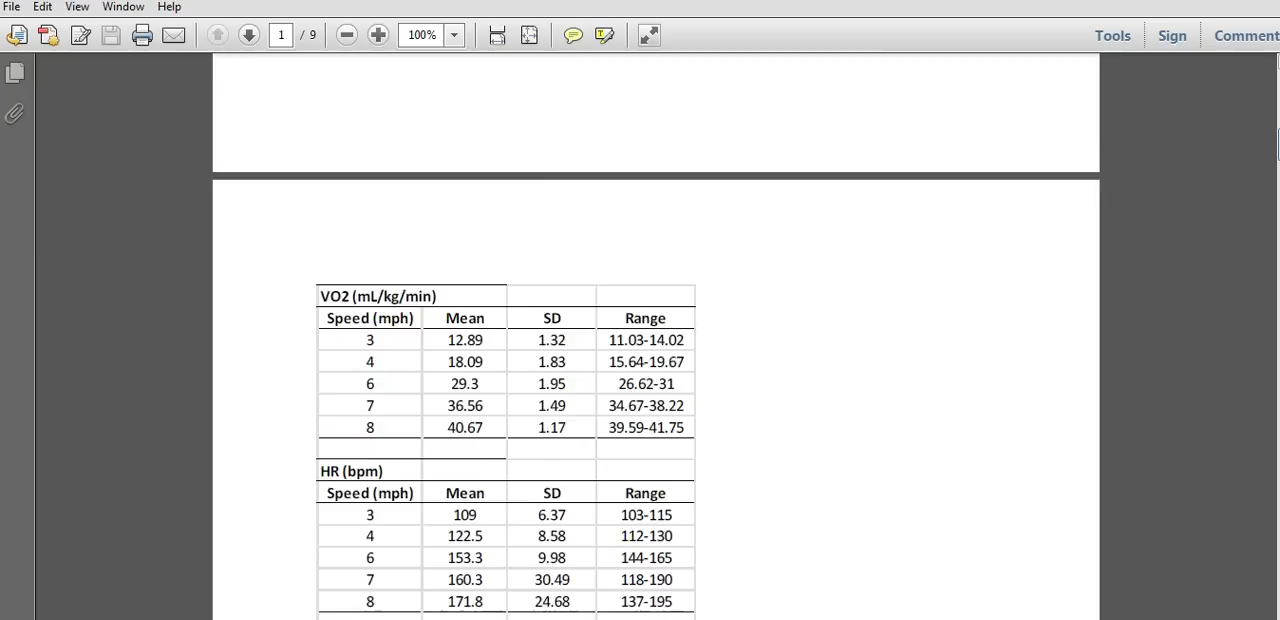 File Edit View Window Help
1 / 9 100% Tools Sign Comment
VO2 (mL/kg/min)
Speed (mph) Mean SD Range
3 12.89 1.32 11.03-14.02
4 18.09 1.83 15.64-19.67
6 29.3 1.95 26.62-31
7 36.56 1.49 34.67-38.22
8 40.67 1.17 39.59-41.75
HR (bpm)
Speed (mph) Mean SD Range
3 109 6.37 103-115
4 122.5 8.58 112-130
6 153.3 9.98 144-165
7 160.3 30.49 118-190
8 171.8 24.68 137-195